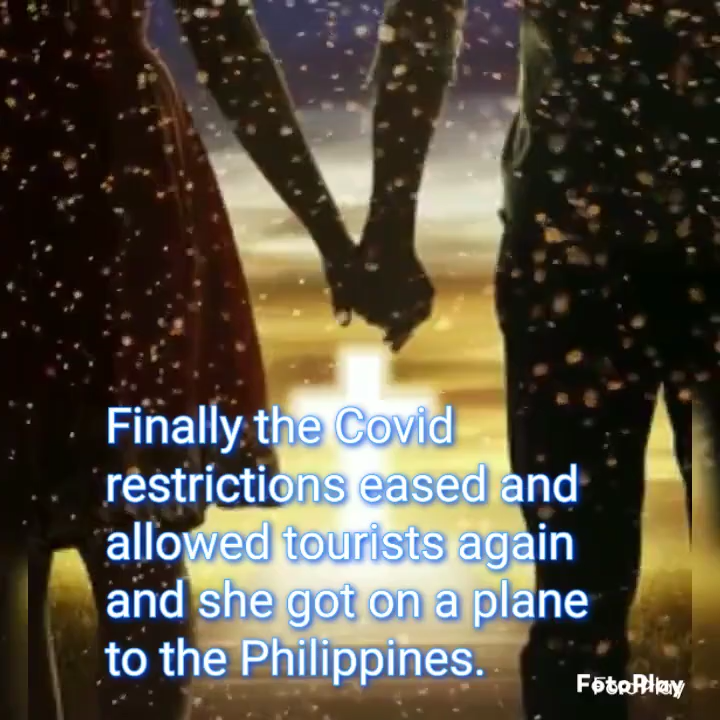 Finally the Covid
restrictions eased and
allowed tourists again
and she got on a plane
to the Philippines.
FotoPlay